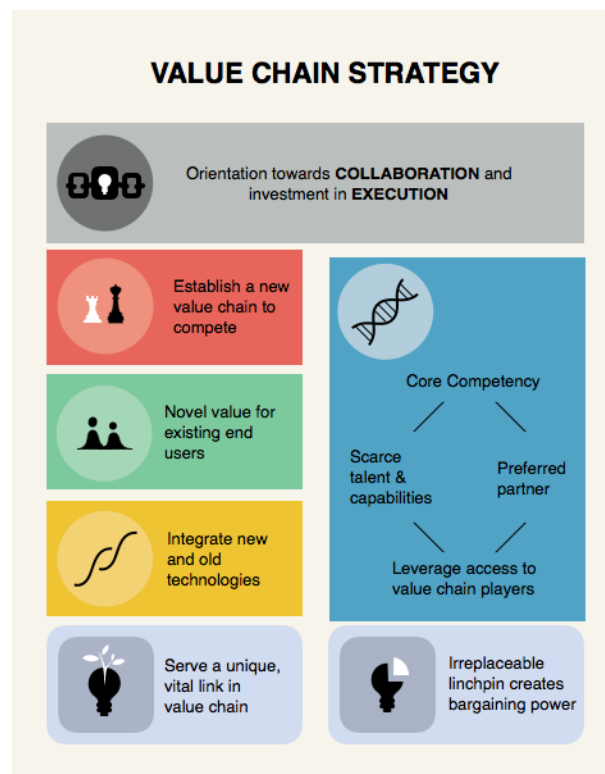 VALUE CHAIN STRATEGY
Orientation towards COLLABORATION and
investment in EXECUTION
Establish a new
value chain to
compete
Novel value for
existing end
users
Integrate new
and old
technologies
Core Competency
Scarce
talent &
capabilities
Preferred
partner
Leverage access to
value chain players
Serve a unique,
vital link in
value chain
Irreplaceable
linchpin creates
bargaining power